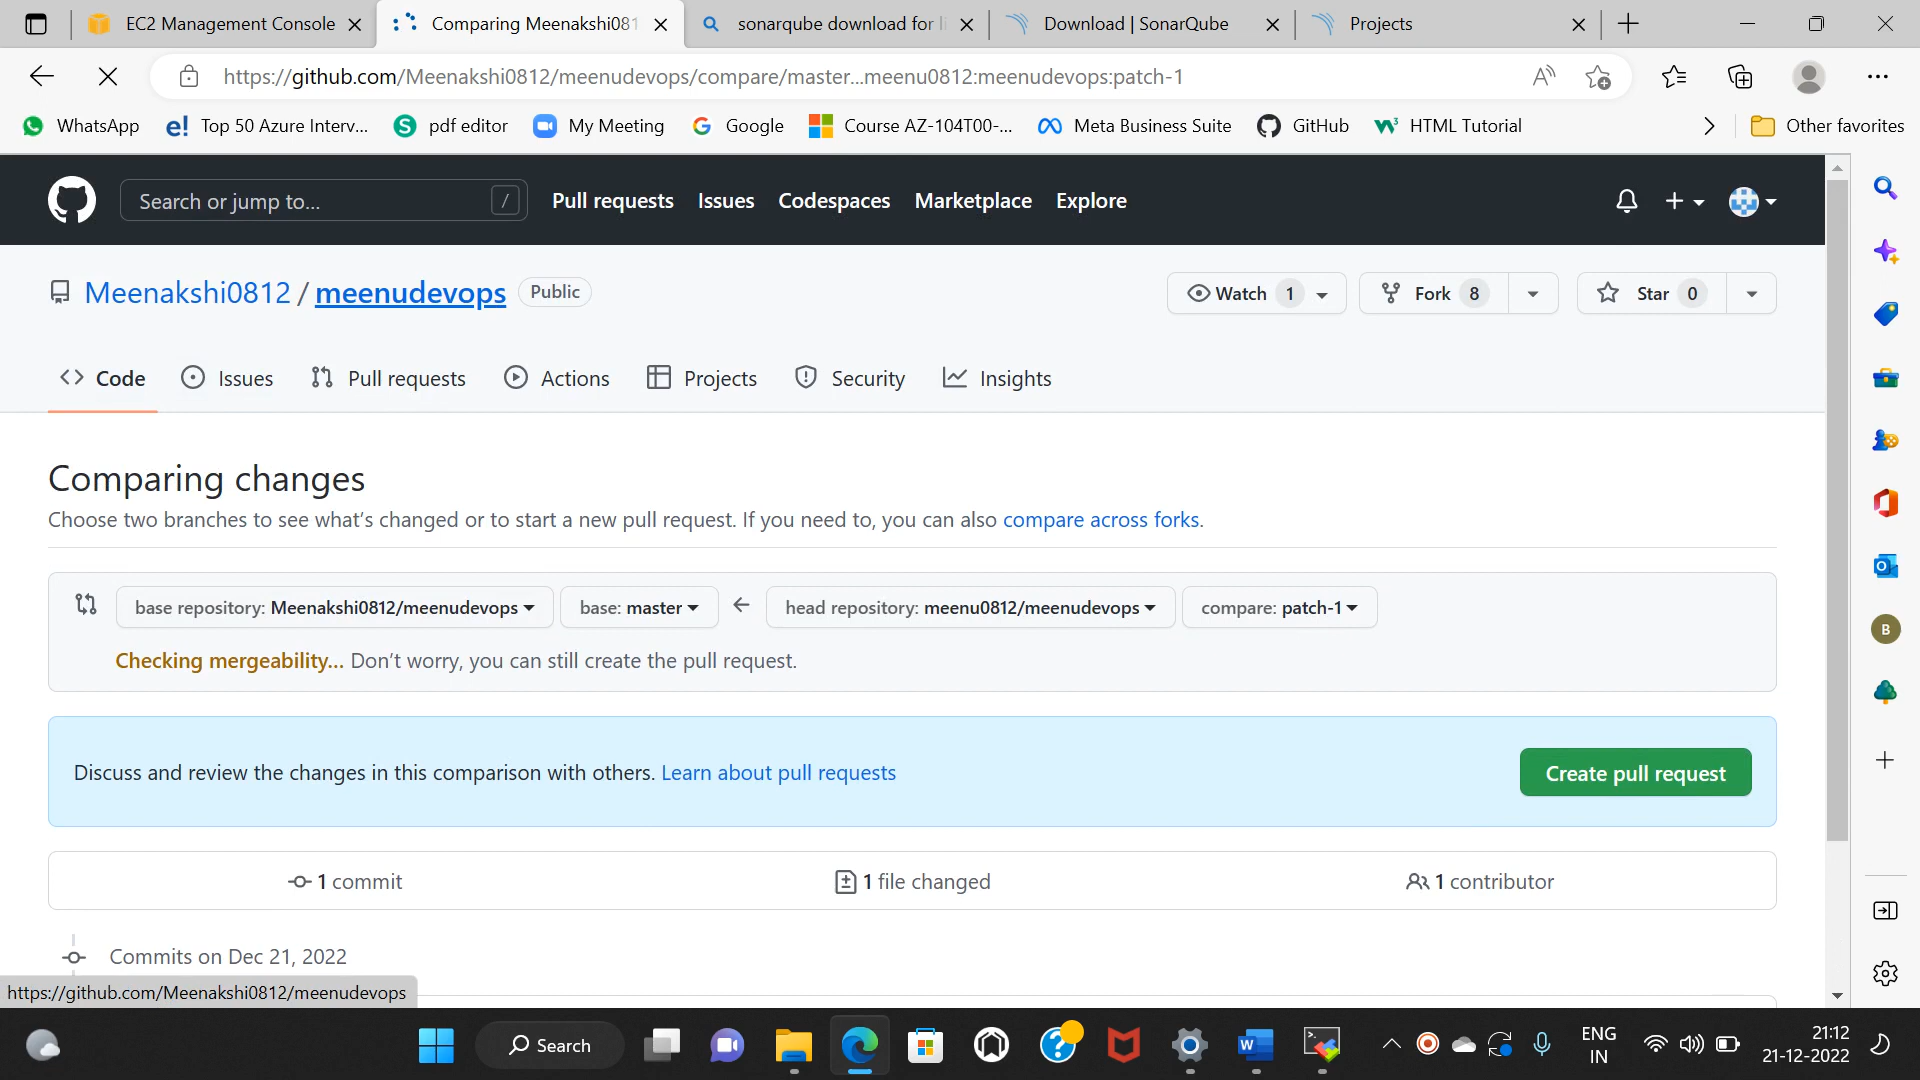 EC2 Management Console
Comparing Meenakshi081
sonarqube download for li
Download | SonarQube
Projects
https://github.com/Meenakshi0812/meenudevops/compare/master...meenu0812:meenudevops:patch-1
WhatsApp
e! Top 50 Azure Interv...
S pdf editor
My Meeting
G Google
Course AZ-104T00-...
Meta Business Suite
GitHub
HTML Tutorial
Other favorites
Search or jump to... /
Pull requests Issues Codespaces Marketplace Explore
Meenakshi0812 / meenudevops Public
Watch 1
Fork 8
Star 0
Code Issues Pull requests Actions Projects Security Insights
Comparing changes
Choose two branches to see what's changed or to start a new pull request. If you need to, you can also compare across forks.
base repository: Meenakshi0812/meenudevops base: master ← head repository: meenu0812/meenudevops compare: patch-1
Checking mergeability... Don't worry, you can still create the pull request.
Discuss and review the changes in this comparison with others. Learn about pull requests
Create pull request
1 commit
1 file changed
1 contributor
Commits on Dec 21, 2022
https://github.com/Meenakshi0812/meenudevops
B
Search
ENG
IN
21:12
21-12-2022